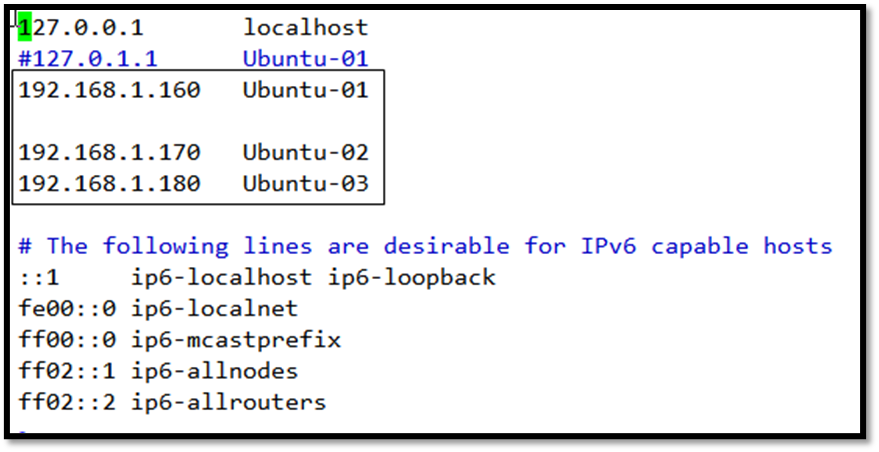 127.0.0.1       localhost
#127.0.1.1      Ubuntu-01
192.168.1.160   Ubuntu-01
192.168.1.170   Ubuntu-02
192.168.1.180   Ubuntu-03
# The following lines are desirable for IPv6 capable hosts
::1     ip6-localhost ip6-loopback
fe00::0 ip6-localnet
ff00::0 ip6-mcastprefix
ff02::1 ip6-allnodes
ff02::2 ip6-allrouters